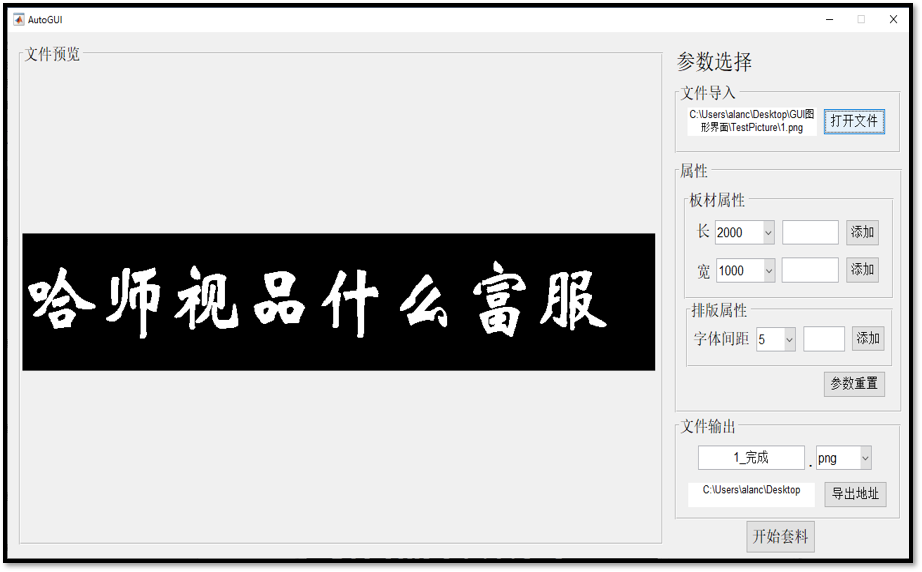 AutoGUI
文件预览
哈师视品什么富服
参数选择
文件导入
C:\Users\alanc\Desktop\GUI图
形界面\TestPicture\1.png
打开文件
属性
板材属性
长 2000 添加
宽 1000 添加
排版属性
字体间距 5 添加
参数重置
文件输出
1_完成 . png
C:\Users\alanc\Desktop 导出地址
开始套料